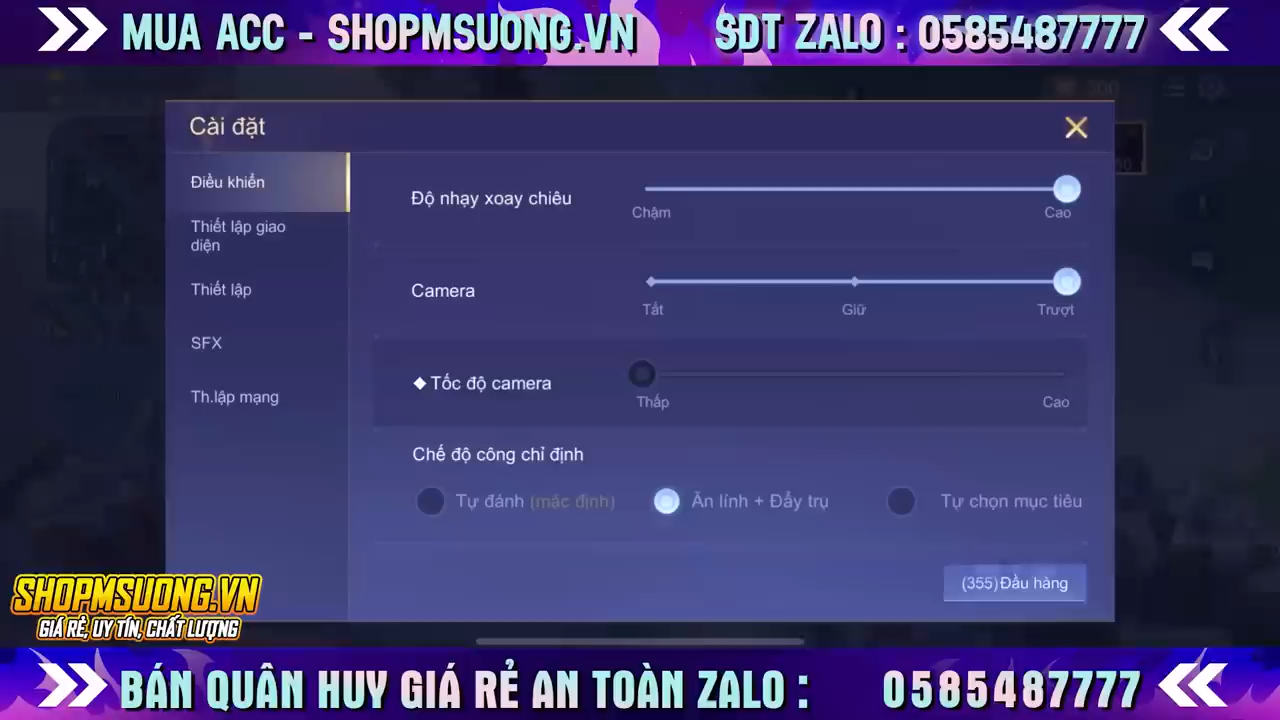 MUA ACC - SHOPMSUONG.VN SDT ZALO : 0585487777
Cài đặt
Điều khiển
Thiết lập giao
diện
Thiết lập
SFX
Th.lập mạng
Độ nhạy xoay chiêu
Chậm Cao
Camera
Tắt Giữ Trượt
Tốc độ camera
Thấp Cao
Chế độ công chỉ định
Tự đánh (mặc định) Ăn lính + Đẩy trụ Tự chọn mục tiêu
(355)Đầu hàng
SHOPMSUONG.VN
GIÁ RẺ, UY TÍN, CHẤT LƯỢNG
BÁN QUÂN HUY GIÁ RẺ AN TOÀN ZALO : 0585487777